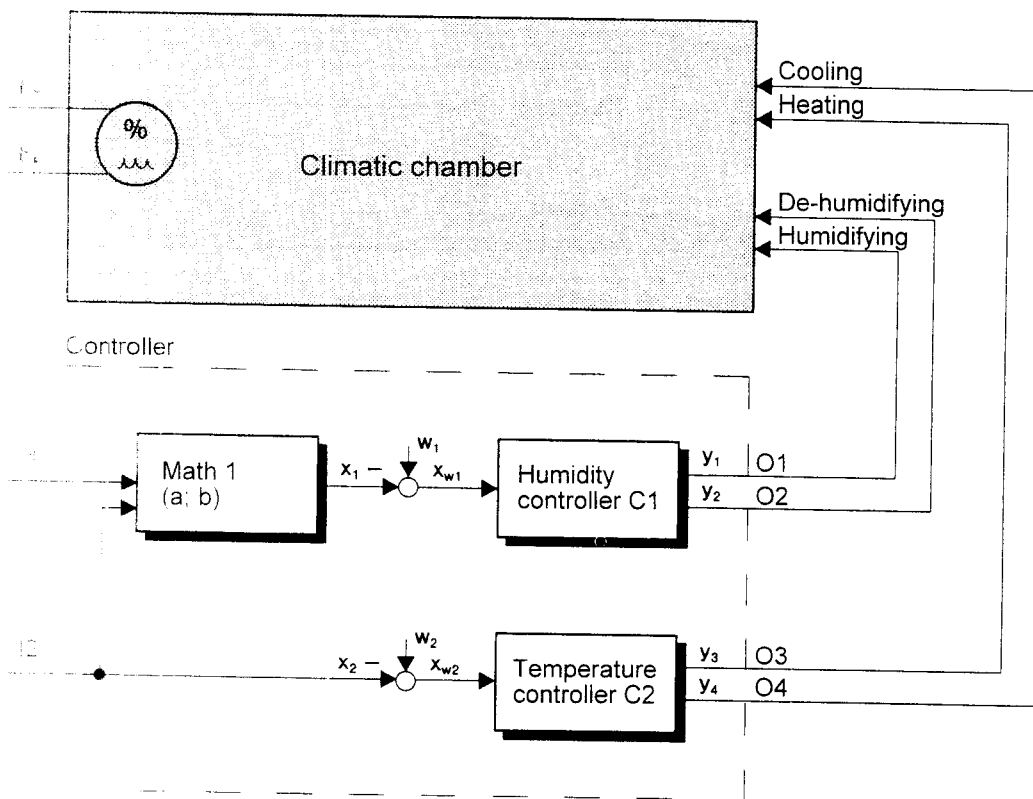 Cooling
Heating
%
Climatic chamber
De-humidifying
Humidifying
Controller
Math 1
(a; b)
x1 –
w1
xw1
Humidity
controller C1
y1 O1
y2 O2
I2
x2 –
w2
xw2
Temperature
controller C2
y3 O3
y4 O4